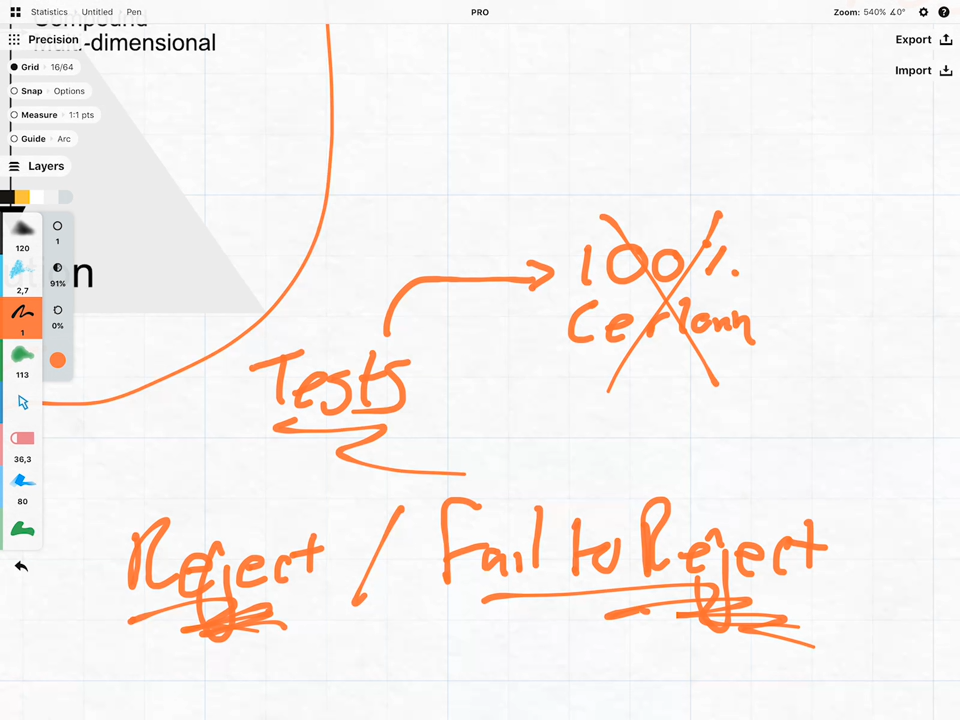 Statistics Untitled Pen
PRO
Zoom: 540% ∡0°
Compound
Precision
-dimensional
Export
Grid 16/64
Import
Snap Options
Measure 1:1 pts
Guide Arc
Layers
120
1
2,7
91%
n
1
0%
113
36,3
80
100%
Certain
Tests
Reject / Fail to Reject